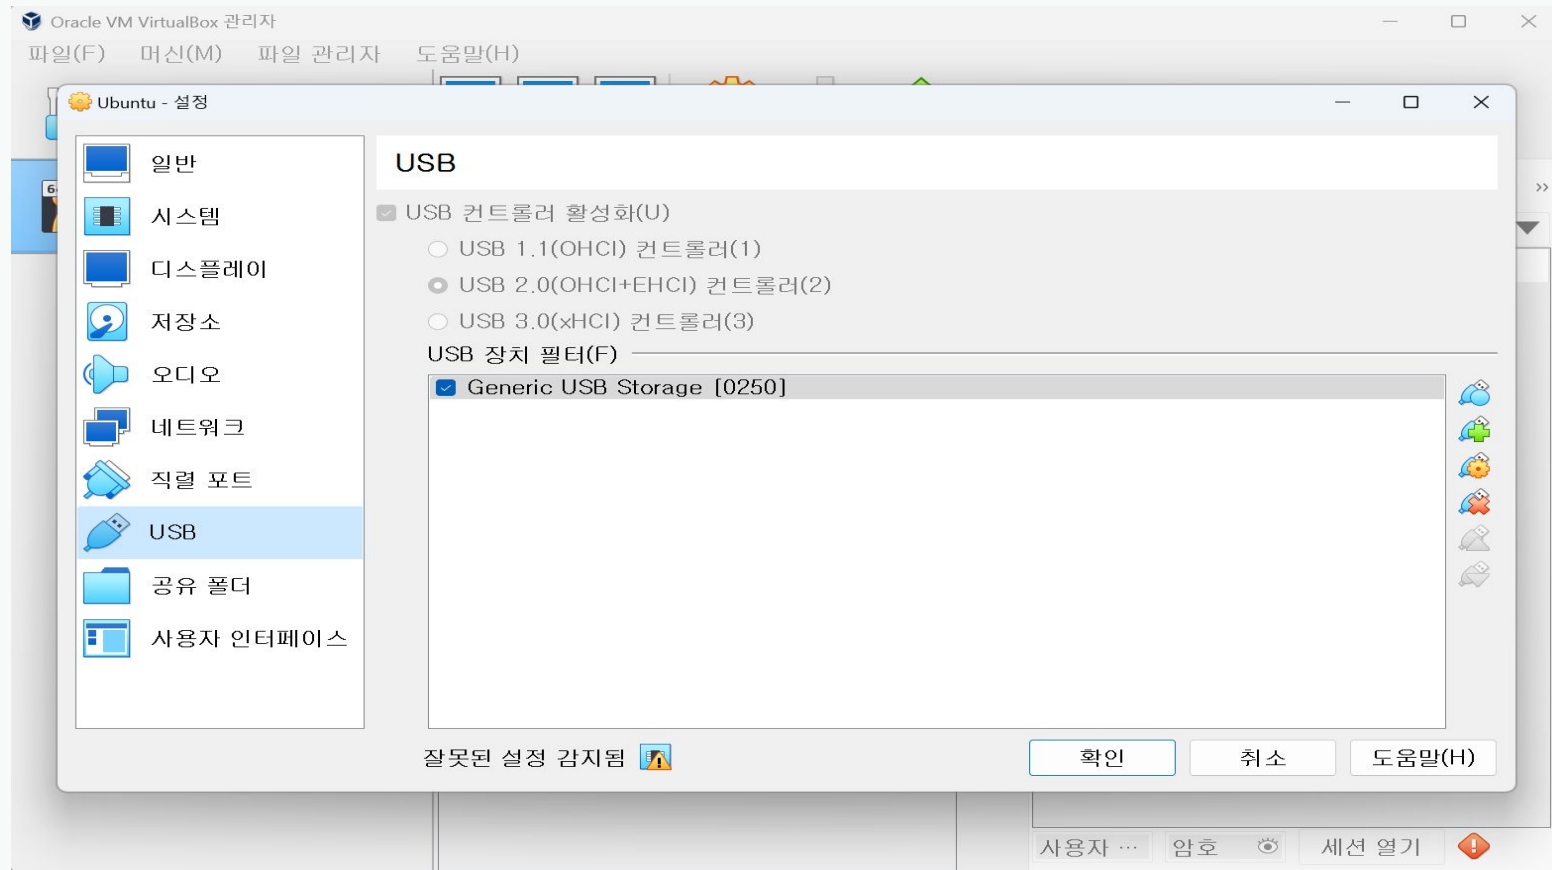 Oracle VM VirtualBox 관리자
파일(F) 머신(M) 파일 관리자 도움말(H)
Ubuntu - 설정
일반
시스템
디스플레이
저장소
오디오
네트워크
직렬 포트
USB
공유 폴더
사용자 인터페이스
USB
USB 컨트롤러 활성화(U)
USB 1.1(OHCI) 컨트롤러(1)
USB 2.0(OHCI+EHCI) 컨트롤러(2)
USB 3.0(xHCI) 컨트롤러(3)
USB 장치 필터(F)
Generic USB Storage [0250]
잘못된 설정 감지됨
확인 취소 도움말(H)
사용자 ··· 암호 세션 열기